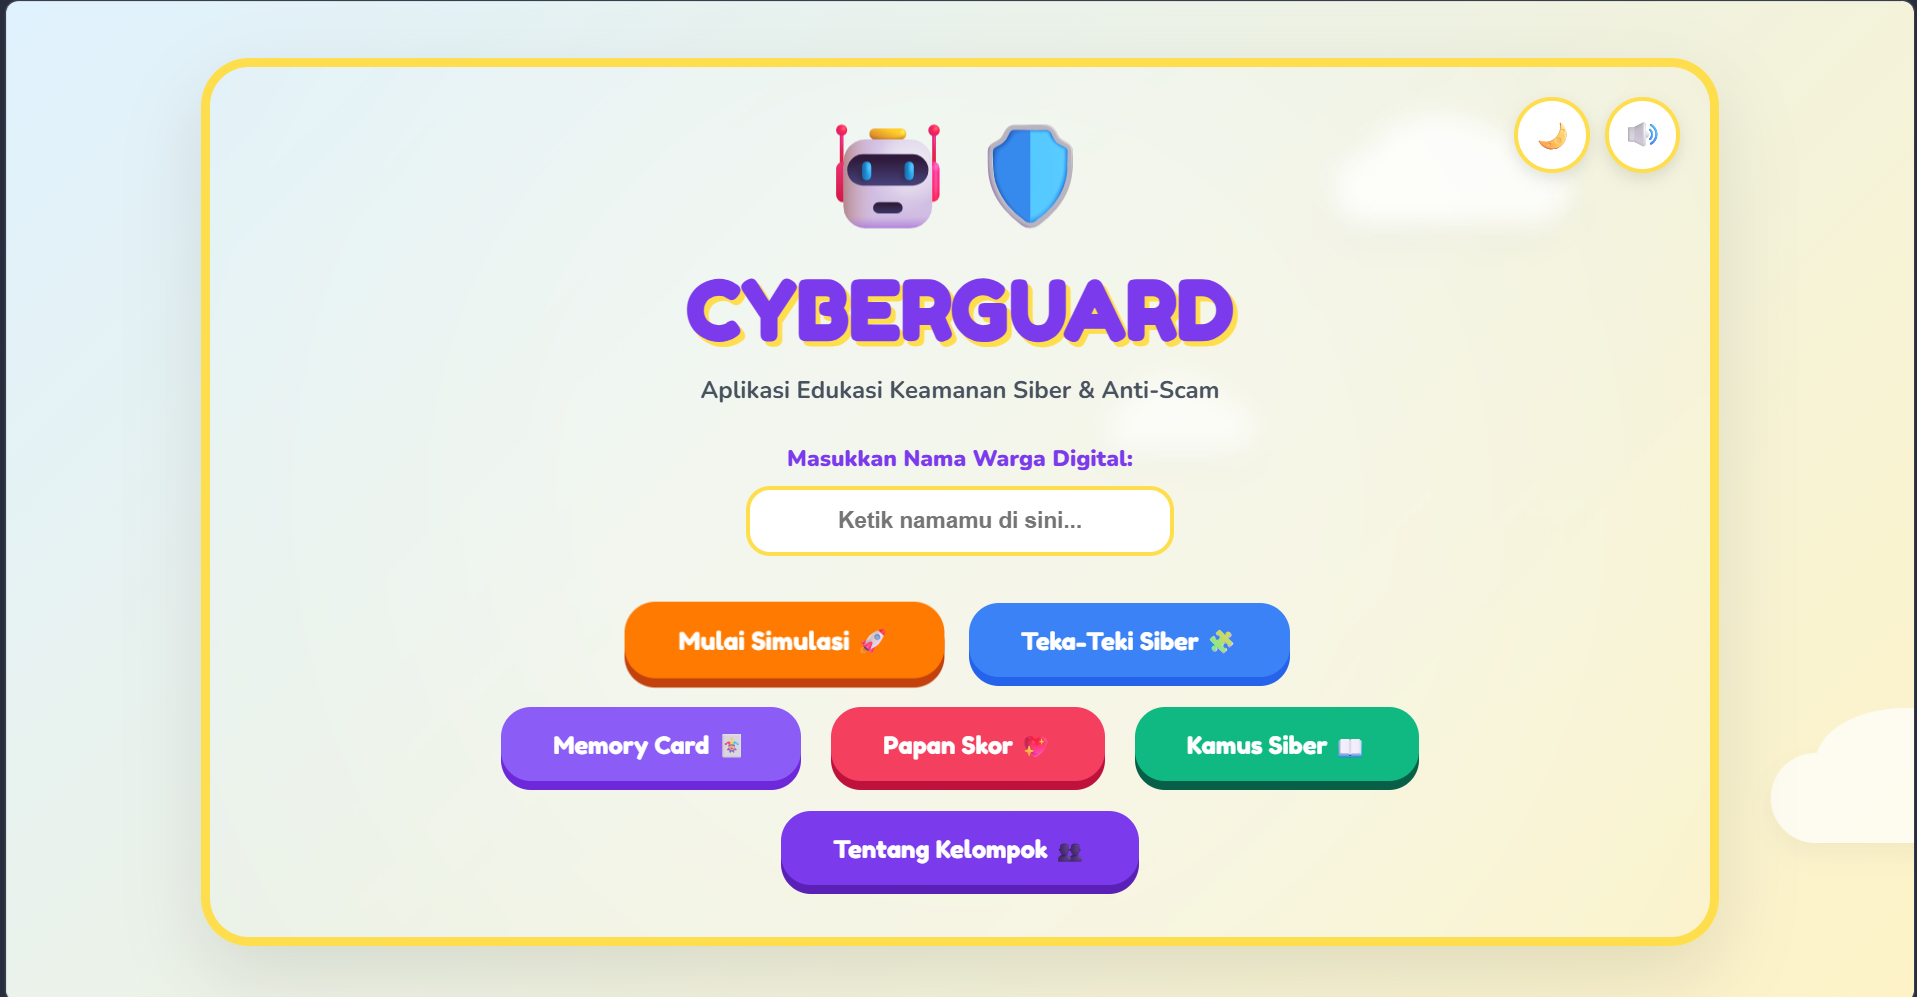 CYBERGUARD
Aplikasi Edukasi Keamanan Siber & Anti-Scam
Masukkan Nama Warga Digital:
Ketik namamu di sini...
Mulai Simulasi 🚀
Teka-Teki Siber 🧩
Memory Card 🃏
Papan Skor 💖
Kamus Siber 📖
Tentang Kelompok 👥